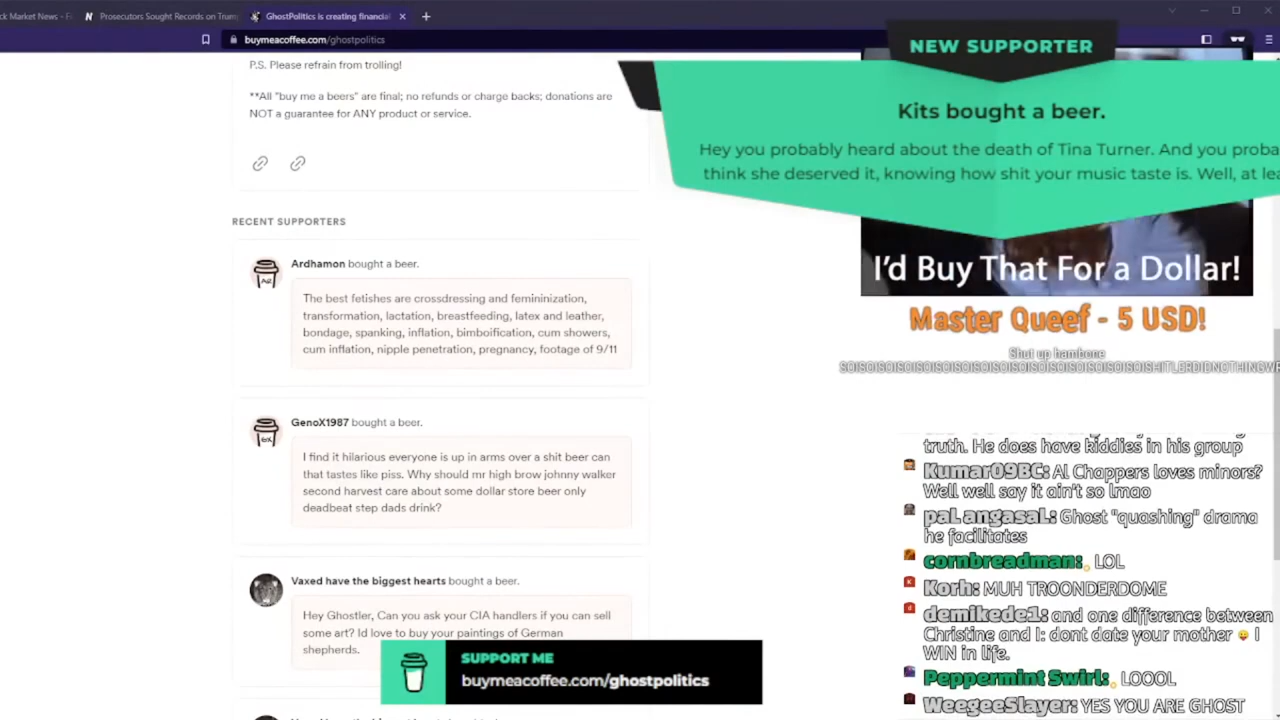 ck Market News - Fi
Prosecutors Sought Records on Trum
GhostPolitics is creating financial
buymeacoffee.com/ghostpolitics
P.S. Please refrain from trolling!
**All "buy me a beers" are final; no refunds or charge backs; donations are
NOT a guarantee for ANY product or service.
RECENT SUPPORTERS
Ardhamon bought a beer.
The best fetishes are crossdressing and femininization,
transformation, lactation, breastfeeding, latex and leather,
bondage, spanking, inflation, bimboification, cum showers,
cum inflation, nipple penetration, pregnancy, footage of 9/11
GenoX1987 bought a beer.
I find it hilarious everyone is up in arms over a shit beer can
that tastes like piss. Why should mr high brow johnny walker
second harvest care about some dollar store beer only
deadbeat step dads drink?
Vaxed have the biggest hearts bought a beer.
Hey Ghostler, Can you ask your CIA handlers if you can sell
some art? Id love to buy your paintings of German
shepherds.
SUPPORT ME
buymeacoffee.com/ghostpolitics
NEW SUPPORTER
Kits bought a beer.
Hey you probably heard about the death of Tina Turner. And you proba
think she deserved it, knowing how shit your music taste is. Well, at lea
I'd Buy That For a Dollar!
Master Queef - 5 USD!
Shut up hambone
truth. He does have kiddies in his group
Kumar09BC: Al Chappers loves minors?
Well well say it ain't so lmao
paL angasaL: Ghost "quashing" drama
he facilitates
cornbreadman: LOL
Korh: MUH TROONDERDOME
demikede1: and one difference between
Christine and I: dont date your mother 😛 I
WIN in life.
Peppermint Swirl: LOOOL
WeegeeSlayer: YES YOU ARE GHOST